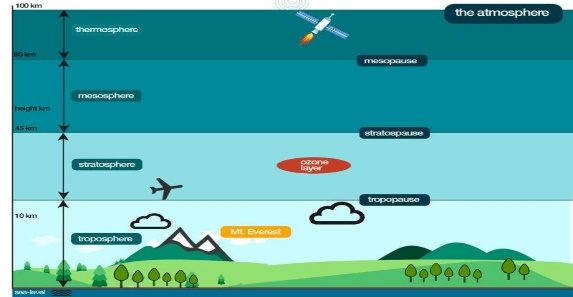 100 km
the atmosphere
thermosphere
80 km
mesopause
mesosphere
height km
45 km
stratospause
stratosphere
ozone
layer
tropopause
10 km
Mt. Everest
troposphere
sea-level